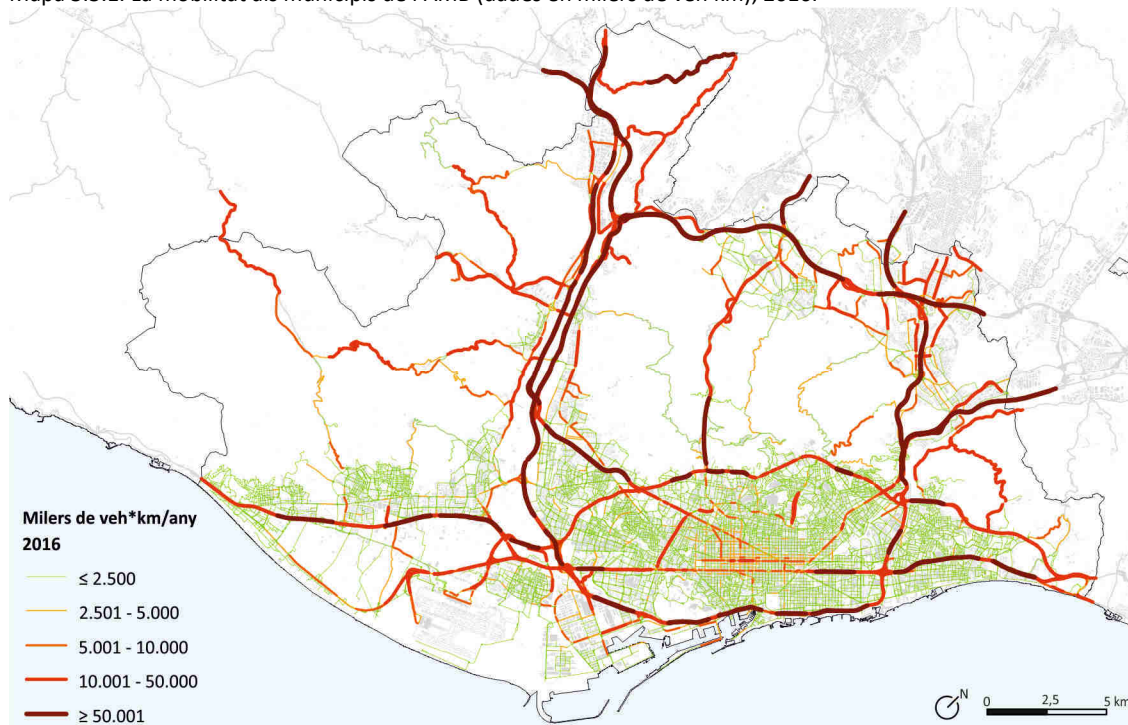 Milers de veh*km/any
2016
≤ 2.500
2.501 - 5.000
5.001 - 10.000
10.001 - 50.000
≥ 50.001
N
0 2,5 5 km